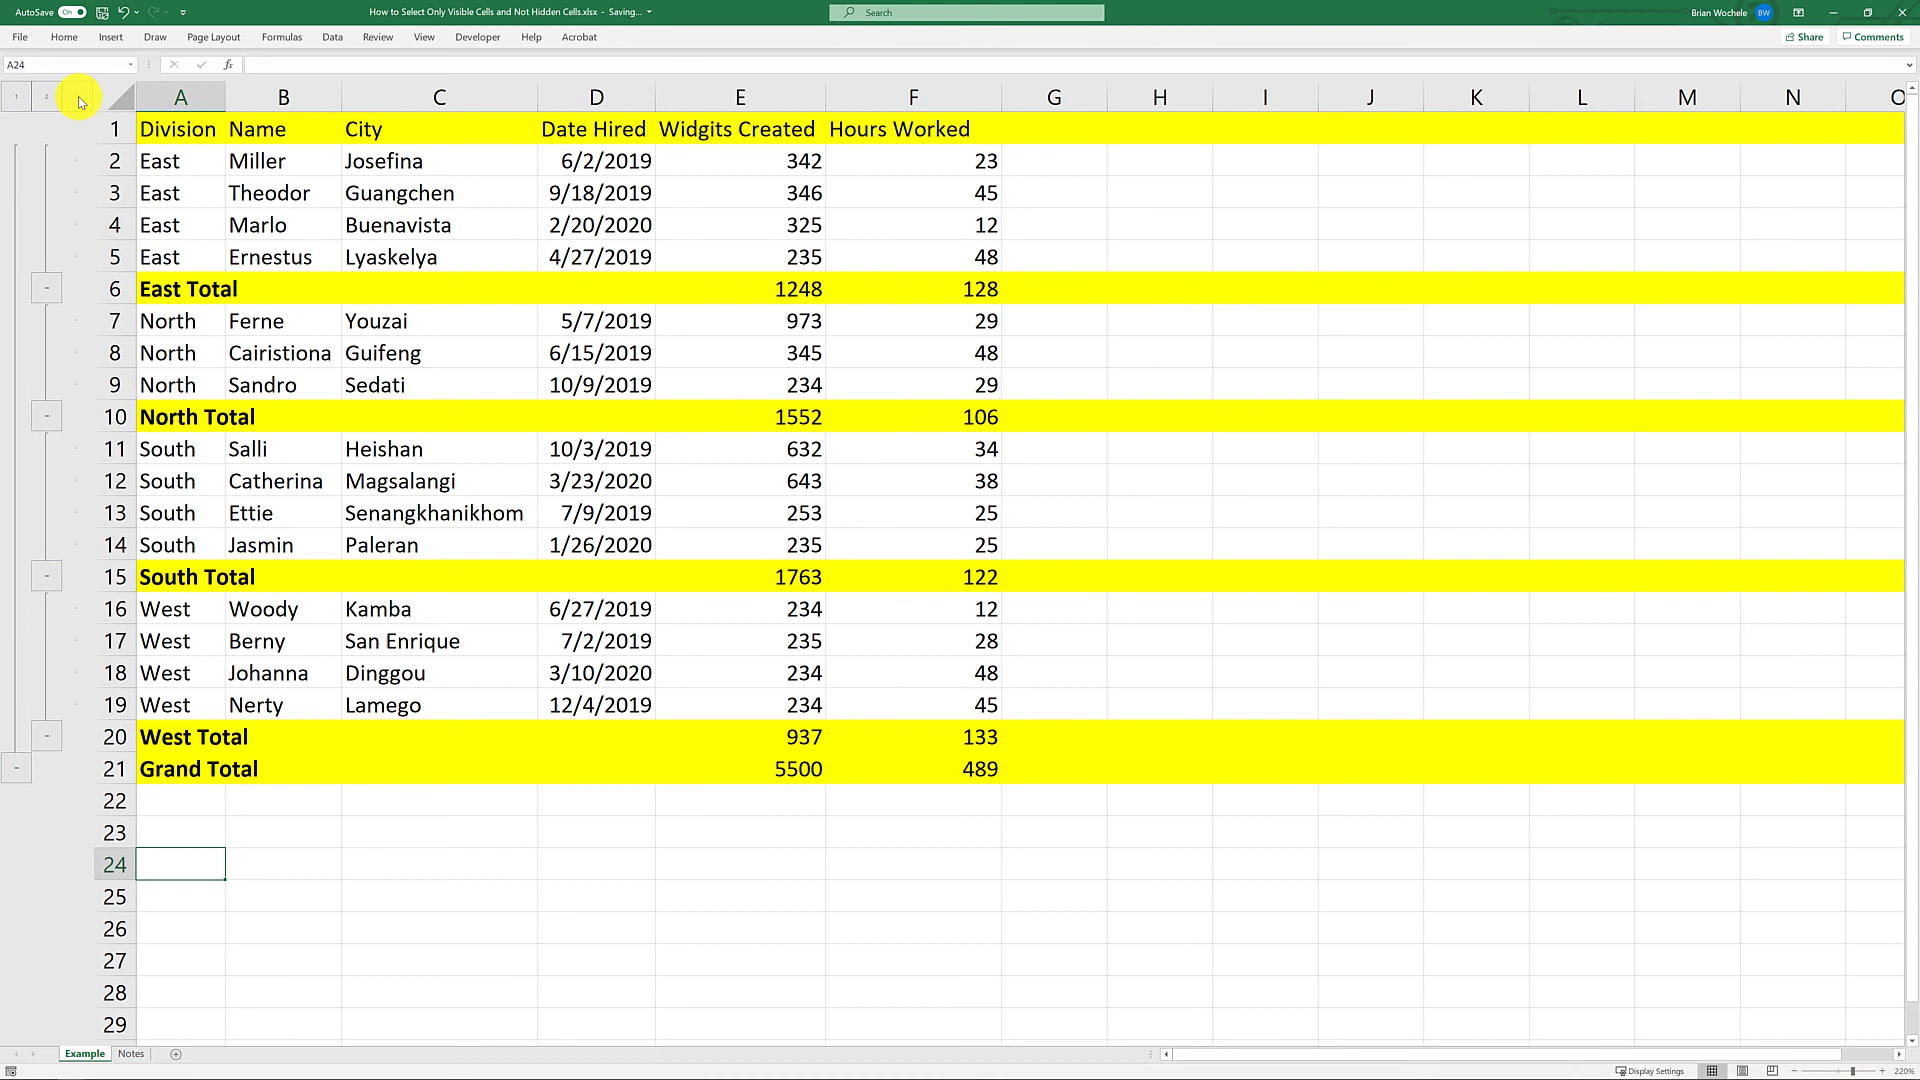 AutoSave On How to Select Only Visible Cells and Not Hidden Cells.xlsx - Saving... Search Brian Wochele BW
File Home Insert Draw Page Layout Formulas Data Review View Developer Help Acrobat Share Comments
A24 fx
1 2 A B C D E F G H I J K L M N O
1 Division Name City Date Hired Widgits Created Hours Worked
2 East Miller Josefina 6/2/2019 342 23
3 East Theodor Guangchen 9/18/2019 346 45
4 East Marlo Buenavista 2/20/2020 325 12
5 East Ernestus Lyaskelya 4/27/2019 235 48
- 6 East Total 1248 128
7 North Ferne Youzai 5/7/2019 973 29
8 North Cairistiona Guifeng 6/15/2019 345 48
9 North Sandro Sedati 10/9/2019 234 29
- 10 North Total 1552 106
11 South Salli Heishan 10/3/2019 632 34
12 South Catherina Magsalangi 3/23/2020 643 38
13 South Ettie Senangkhanikhom 7/9/2019 253 25
14 South Jasmin Paleran 1/26/2020 235 25
- 15 South Total 1763 122
16 West Woody Kamba 6/27/2019 234 12
17 West Berny San Enrique 7/2/2019 235 28
18 West Johanna Dinggou 3/10/2020 234 48
19 West Nerty Lamego 12/4/2019 234 45
- 20 West Total 937 133
- 21 Grand Total 5500 489
22
23
24
25
26
27
28
29
Example Notes
Display Settings 220%